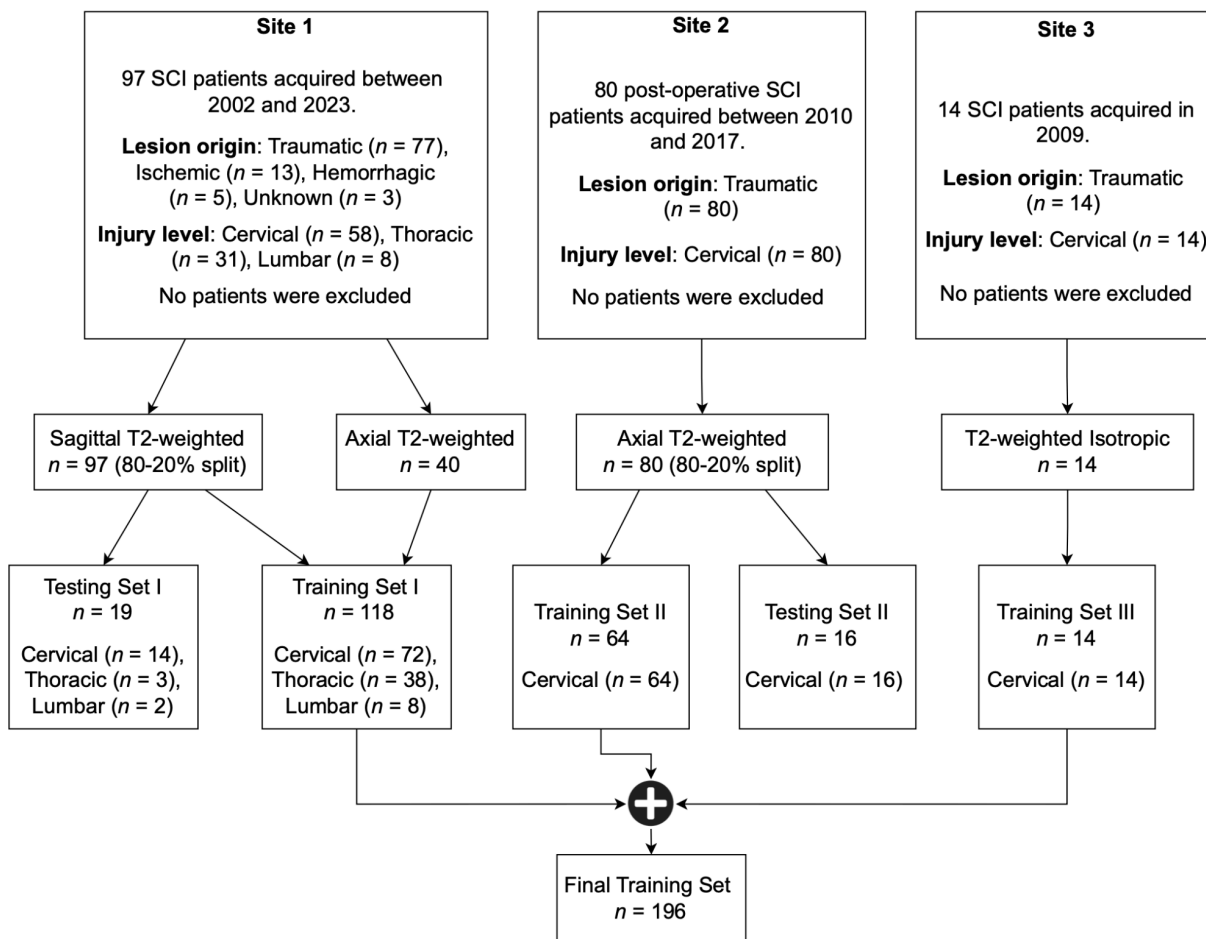 Site 1
97 SCI patients acquired between
2002 and 2023.
Lesion origin: Traumatic (n = 77),
Ischemic (n = 13), Hemorrhagic
(n = 5), Unknown (n = 3)
Injury level: Cervical (n = 58), Thoracic
(n = 31), Lumbar (n = 8)
No patients were excluded
Site 2
80 post-operative SCI
patients acquired between 2010
and 2017.
Lesion origin: Traumatic
(n = 80)
Injury level: Cervical (n = 80)
No patients were excluded
Site 3
14 SCI patients acquired in
2009.
Lesion origin: Traumatic
(n = 14)
Injury level: Cervical (n = 14)
No patients were excluded
Sagittal T2-weighted
n = 97 (80-20% split)
Axial T2-weighted
n = 40
Axial T2-weighted
n = 80 (80-20% split)
T2-weighted Isotropic
n = 14
Testing Set I
n = 19
Cervical (n = 14),
Thoracic (n = 3),
Lumbar (n = 2)
Training Set I
n = 118
Cervical (n = 72),
Thoracic (n = 38),
Lumbar (n = 8)
Training Set II
n = 64
Cervical (n = 64)
Testing Set II
n = 16
Cervical (n = 16)
Training Set III
n = 14
Cervical (n = 14)
Final Training Set
n = 196